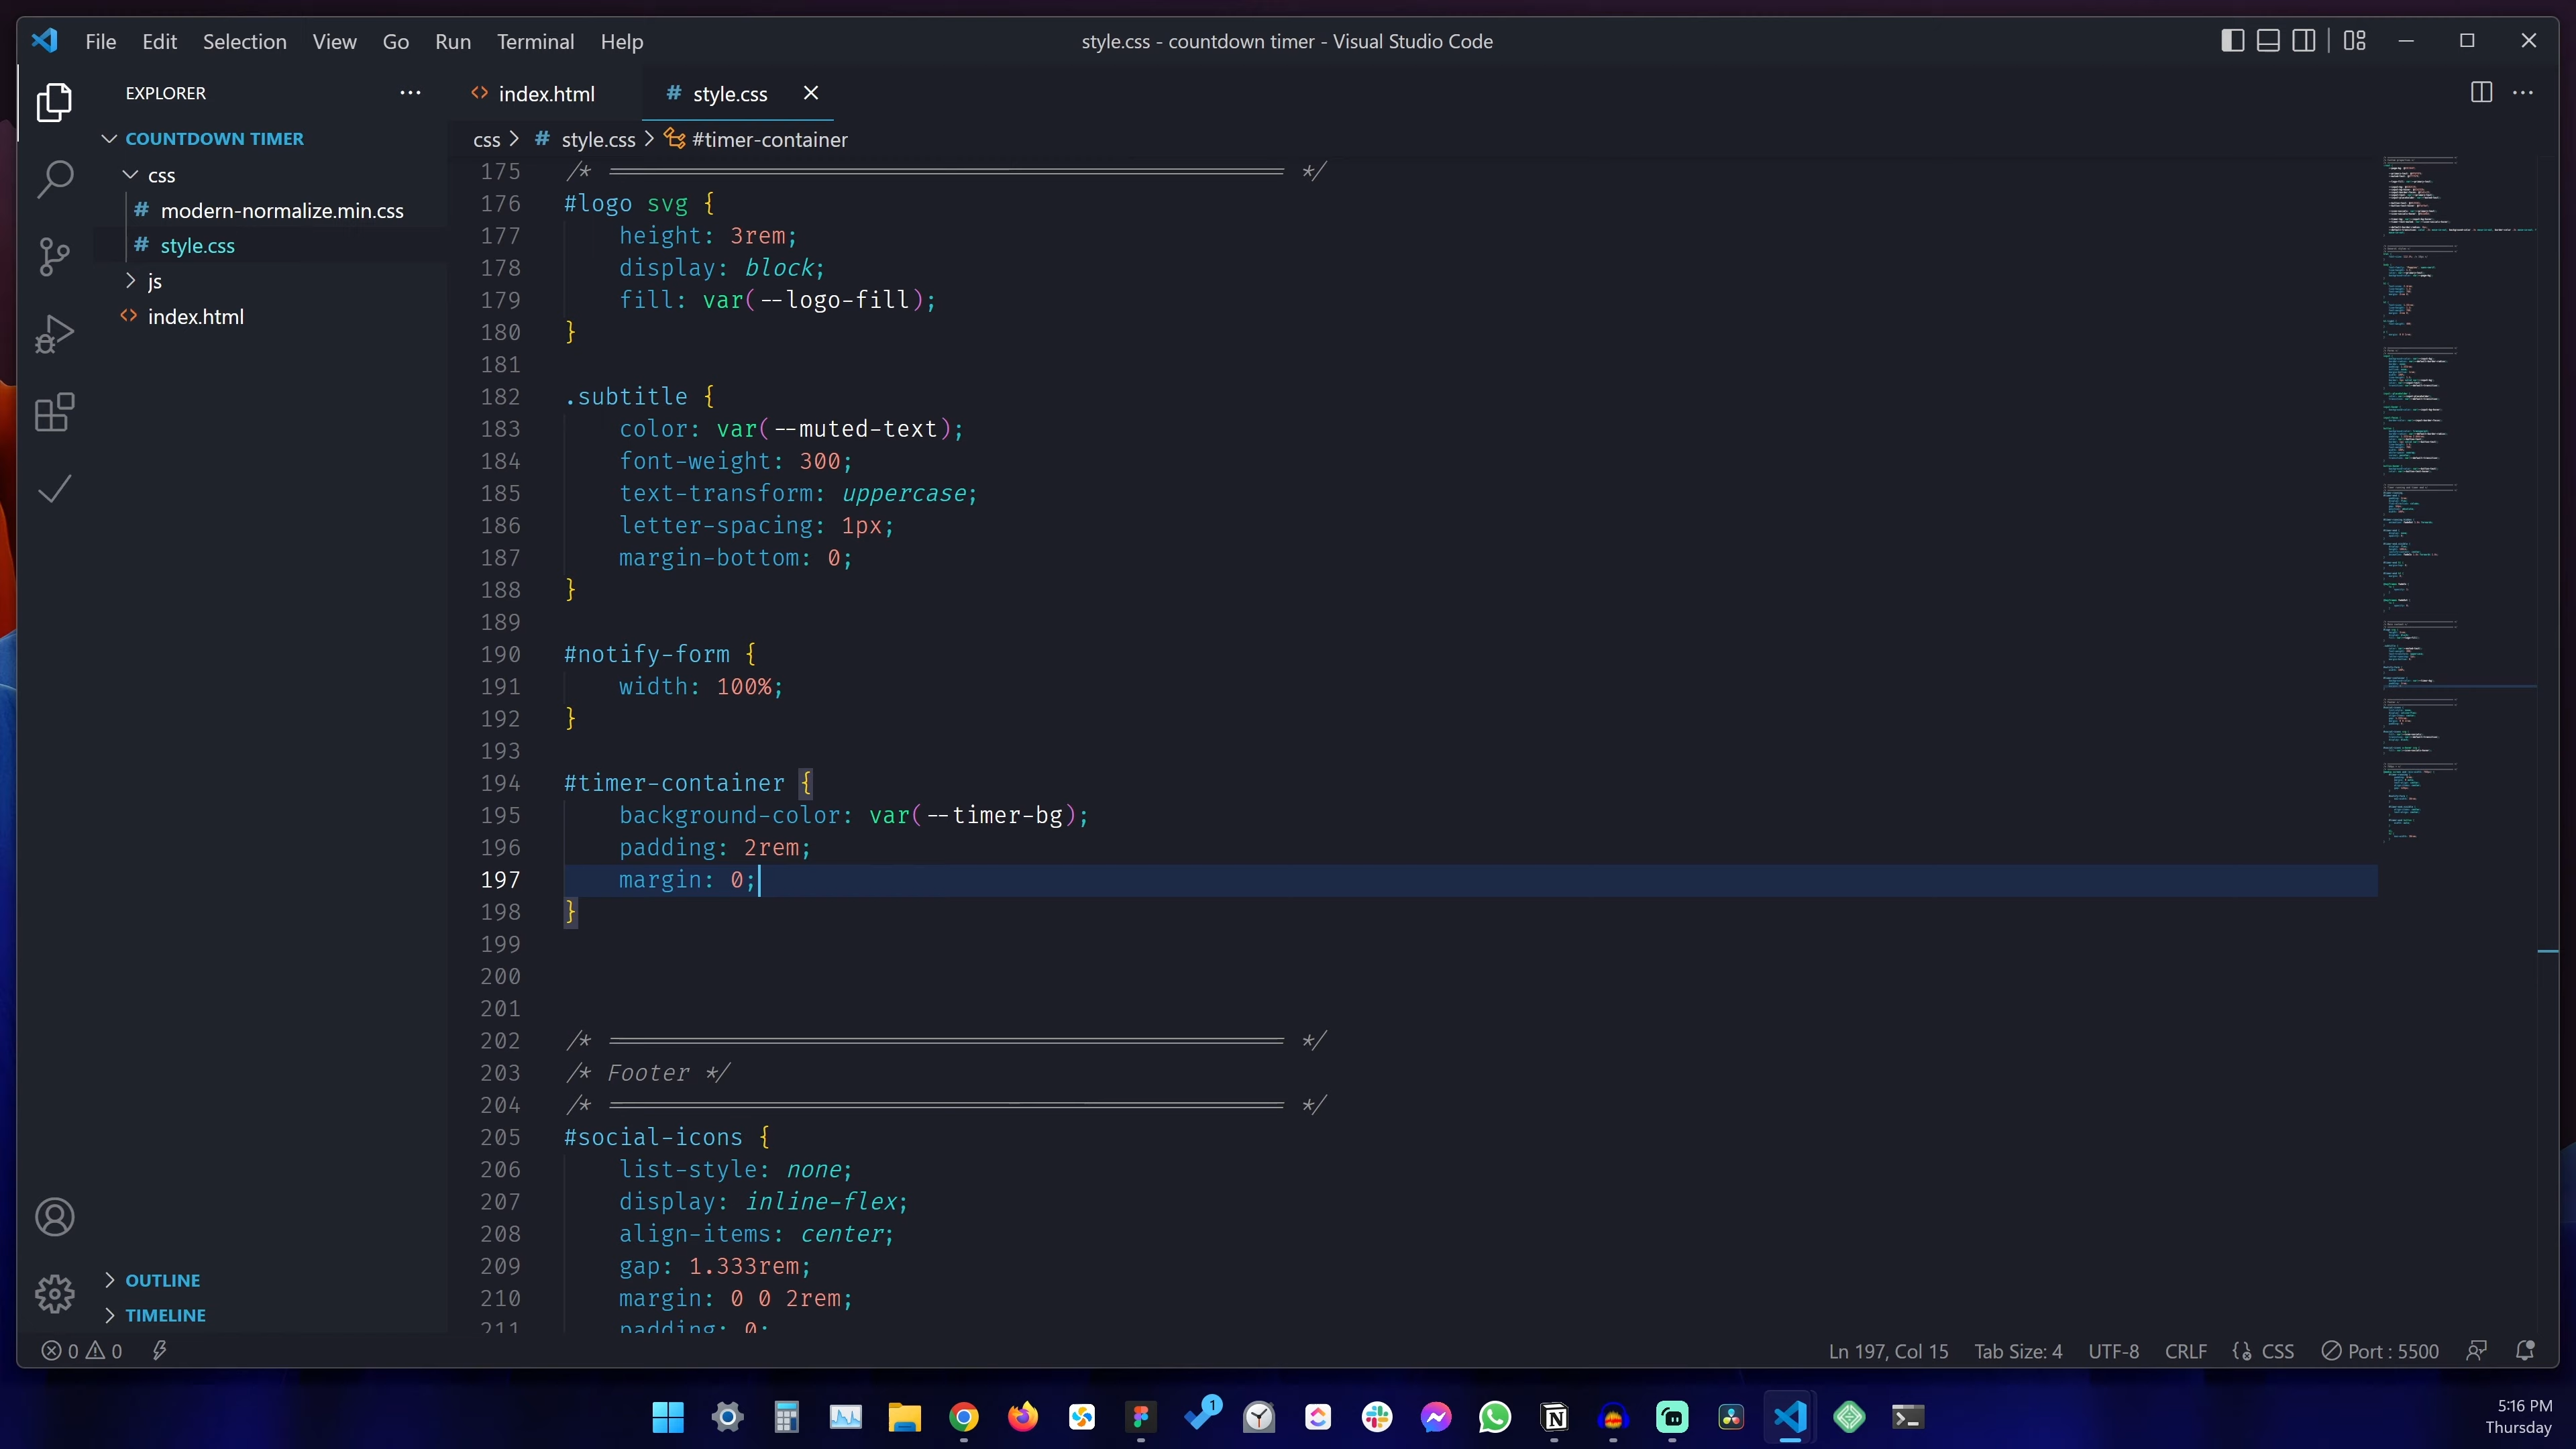 File Edit Selection View Go Run Terminal Help
style.css - countdown timer - Visual Studio Code
EXPLORER
index.html
# style.css
COUNTDOWN TIMER
css
# modern-normalize.min.css
# style.css
js
index.html
css > # style.css > #timer-container
175 /* ================================================= */
176 #logo svg {
177 height: 3rem;
178 display: block;
179 fill: var(--logo-fill);
180 }
181
182 .subtitle {
183 color: var(--muted-text);
184 font-weight: 300;
185 text-transform: uppercase;
186 letter-spacing: 1px;
187 margin-bottom: 0;
188 }
189
190 #notify-form {
191 width: 100%;
192 }
193
194 #timer-container {
195 background-color: var(--timer-bg);
196 padding: 2rem;
197 margin: 0;
198 }
199
200
201
202 /* ================================================= */
203 /* Footer */
204 /* ================================================= */
205 #social-icons {
206 list-style: none;
207 display: inline-flex;
208 align-items: center;
209 gap: 1.333rem;
210 margin: 0 0 2rem;
211 padding: 0;
OUTLINE
TIMELINE
0 0
Ln 197, Col 15 Tab Size: 4 UTF-8 CRLF CSS Port : 5500
1
5:16 PM
Thursday